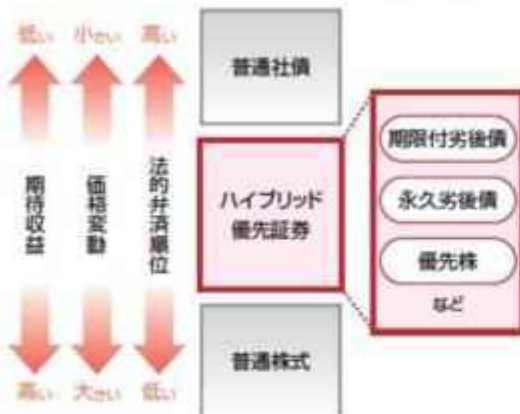 低い 小さい 高い
期待収益
価格変動
法的弁済順位
高い 大きい 低い
普通社債
ハイブリッド
優先証券
普通株式
期限付劣後債
永久劣後債
優先株
など